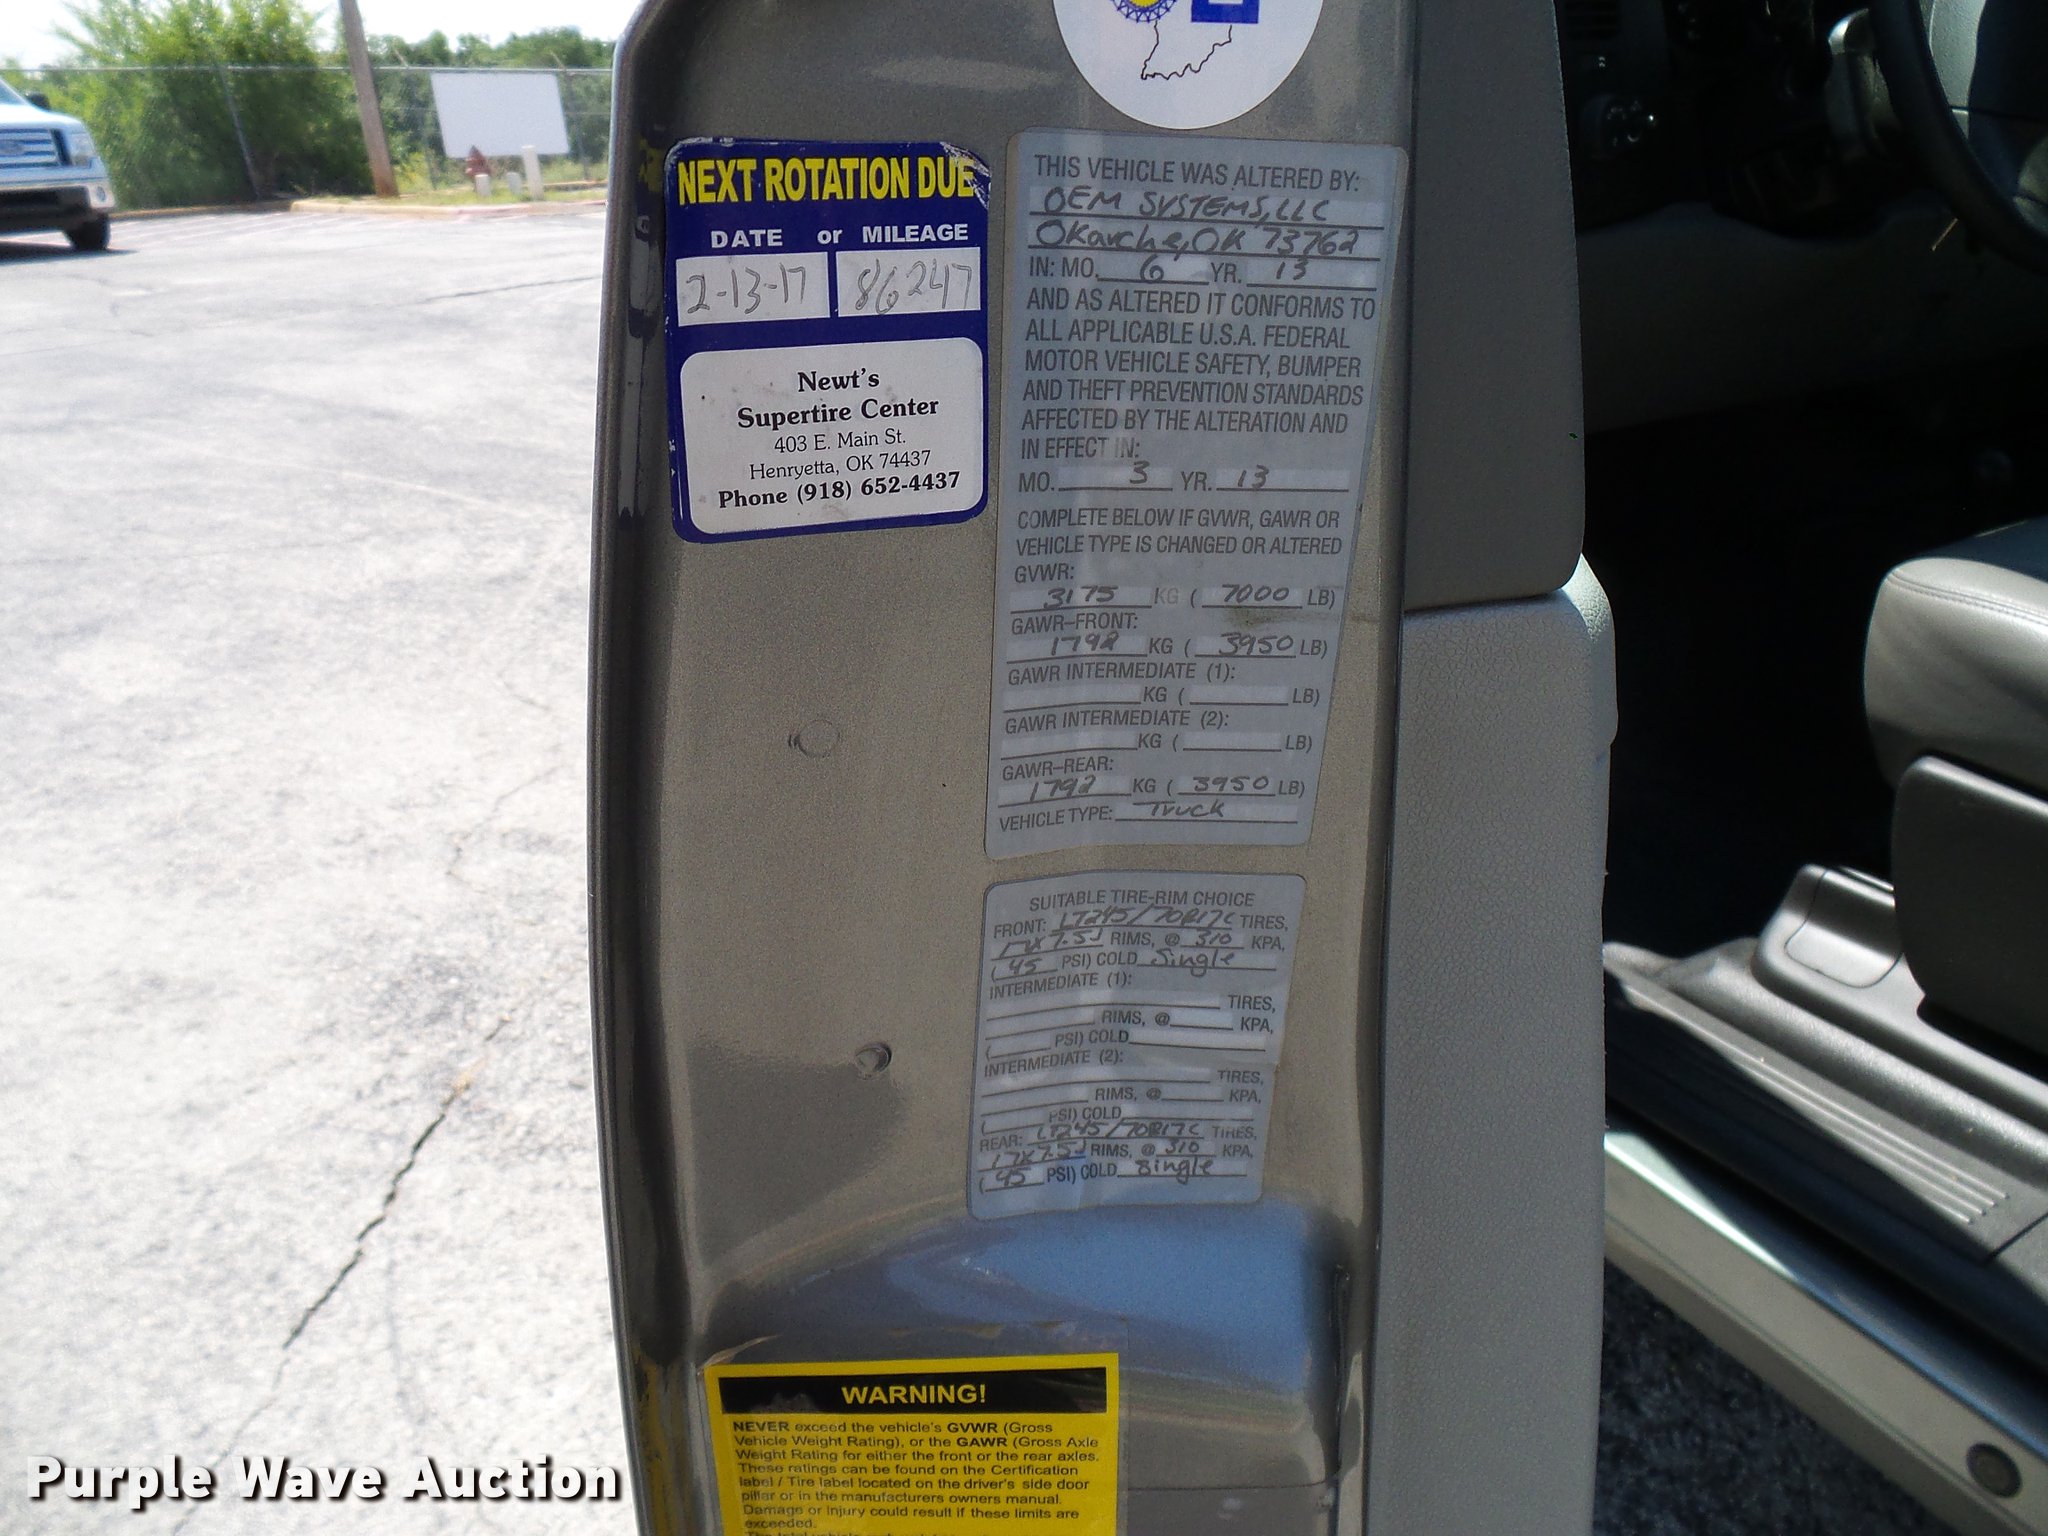 NEXT ROTATION DUE
DATE or MILEAGE
2-13-17 86247
Newt's
Supertire Center
403 E. Main St.
Henryetta, OK 74437
Phone (918) 652-4437
THIS VEHICLE WAS ALTERED BY:
OEM SYSTEMS, LLC
Okarche, OK 73762
IN: MO. 6 YR. 13
AND AS ALTERED IT CONFORMS TO
ALL APPLICABLE U.S.A. FEDERAL
MOTOR VEHICLE SAFETY, BUMPER
AND THEFT PREVENTION STANDARDS
AFFECTED BY THE ALTERATION AND
IN EFFECT IN:
MO. 3 YR. 13
COMPLETE BELOW IF GVWR, GAWR OR
VEHICLE TYPE IS CHANGED OR ALTERED
GVWR:
3175 KG ( 7000 LB)
GAWR-FRONT:
1792 KG ( 3950 LB)
GAWR INTERMEDIATE (1):
KG ( LB)
GAWR INTERMEDIATE (2):
KG ( LB)
GAWR-REAR:
1792 KG ( 3950 LB)
VEHICLE TYPE: Truck
SUITABLE TIRE-RIM CHOICE
FRONT: LT245/70R17C TIRES,
17X7.5J RIMS, @ 310 KPA,
( 45 PSI) COLD Single
INTERMEDIATE (1):
TIRES,
RIMS, @ KPA,
( PSI) COLD
INTERMEDIATE (2):
TIRES,
RIMS, @ KPA,
( PSI) COLD
REAR: LT245/70R17C TIRES,
17X7.5J RIMS, @ 310 KPA,
( 45 PSI) COLD Single
WARNING!
NEVER exceed the vehicle's GVWR (Gross
Vehicle Weight Rating), or the GAWR (Gross Axle
Weight Rating for either the front or the rear axles.
These ratings can be found on the Certification
label / Tire label located on the driver's side door
pillar or in the manufacturers owners manual.
Damage or Injury could result if these limits are
exceeded.
Purple Wave Auction